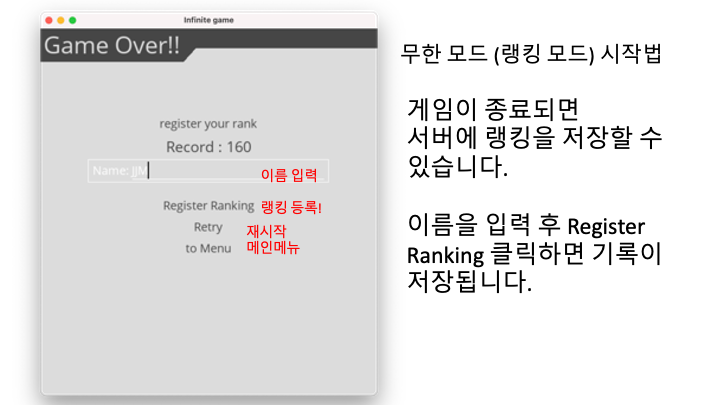 Infinite game
Game Over!!
register your rank
Record : 160
Name: JJM
이름 입력
Register Ranking 랭킹 등록!
Retry 재시작
to Menu 메인메뉴
무한 모드 (랭킹 모드) 시작법
게임이 종료되면
서버에 랭킹을 저장할 수
있습니다.
이름을 입력 후 Register
Ranking 클릭하면 기록이
저장됩니다.